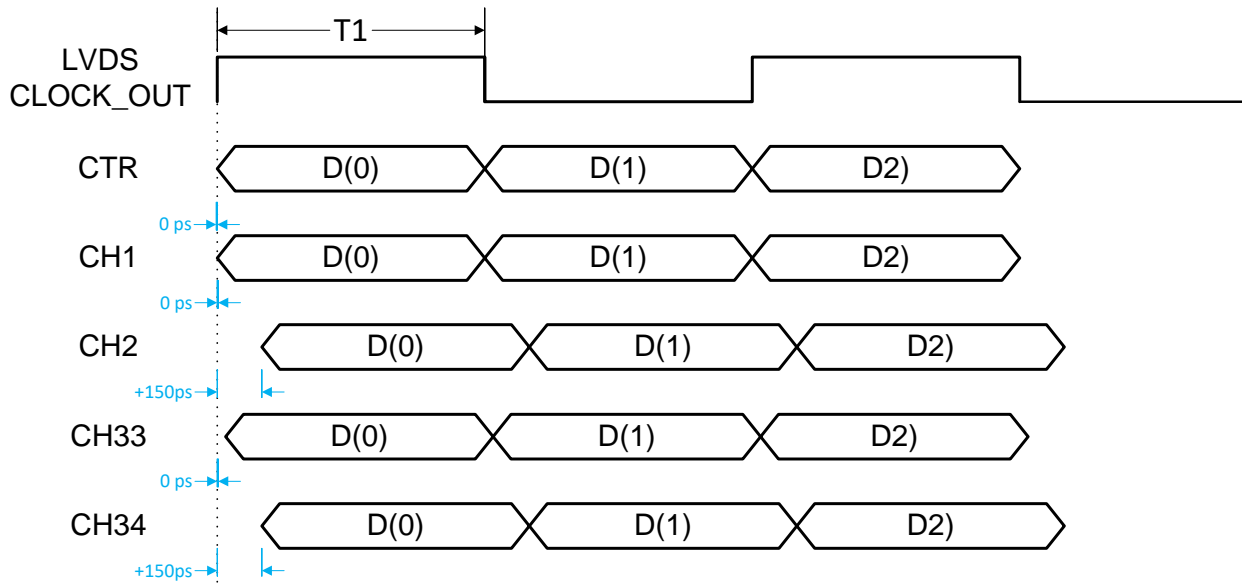 T1
LVDS
CLOCK_OUT
CTR
D(0) D(1) D2)
0 ps
CH1
D(0) D(1) D2)
0 ps
CH2
D(0) D(1) D2)
+150ps
CH33
D(0) D(1) D2)
0 ps
CH34
D(0) D(1) D2)
+150ps